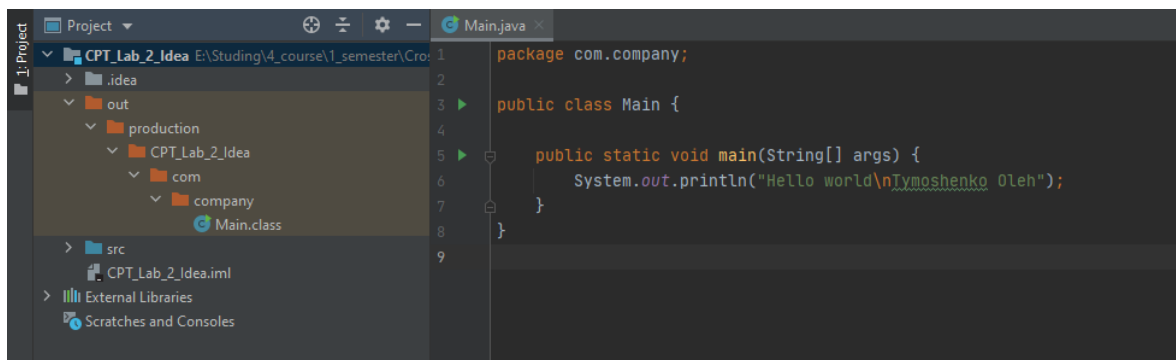 1: Project
Project
CPT_Lab_2_Idea E:\Studing\4_course\1_semester\Cro
.idea
out
production
CPT_Lab_2_Idea
com
company
Main.class
src
CPT_Lab_2_Idea.iml
External Libraries
Scratches and Consoles
Main.java
1 package com.company;
2
3 public class Main {
4
5 public static void main(String[] args) {
6 System.out.println("Hello world\nTymoshenko Oleh");
7 }
8 }
9